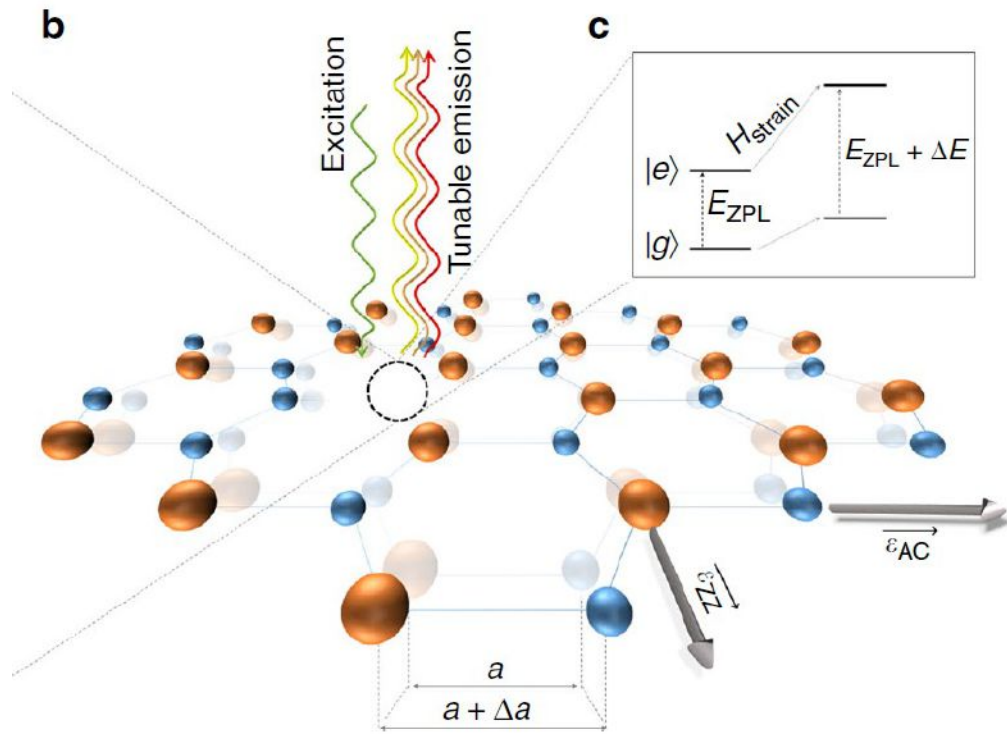 b
c
Excitation
Tunable emission
H_strain
|e⟩
E_ZPL
E_ZPL + ΔE
|g⟩
ε_AC
ε_ZZ
a
a + Δa